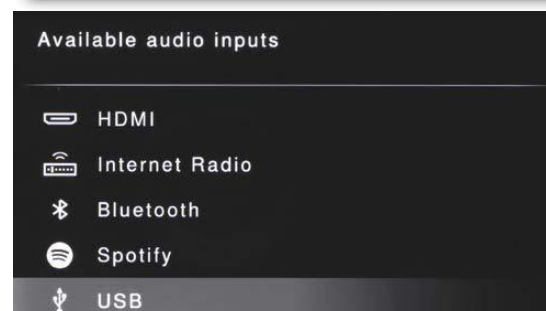 Available audio inputs
HDMI
Internet Radio
Bluetooth
Spotify
USB